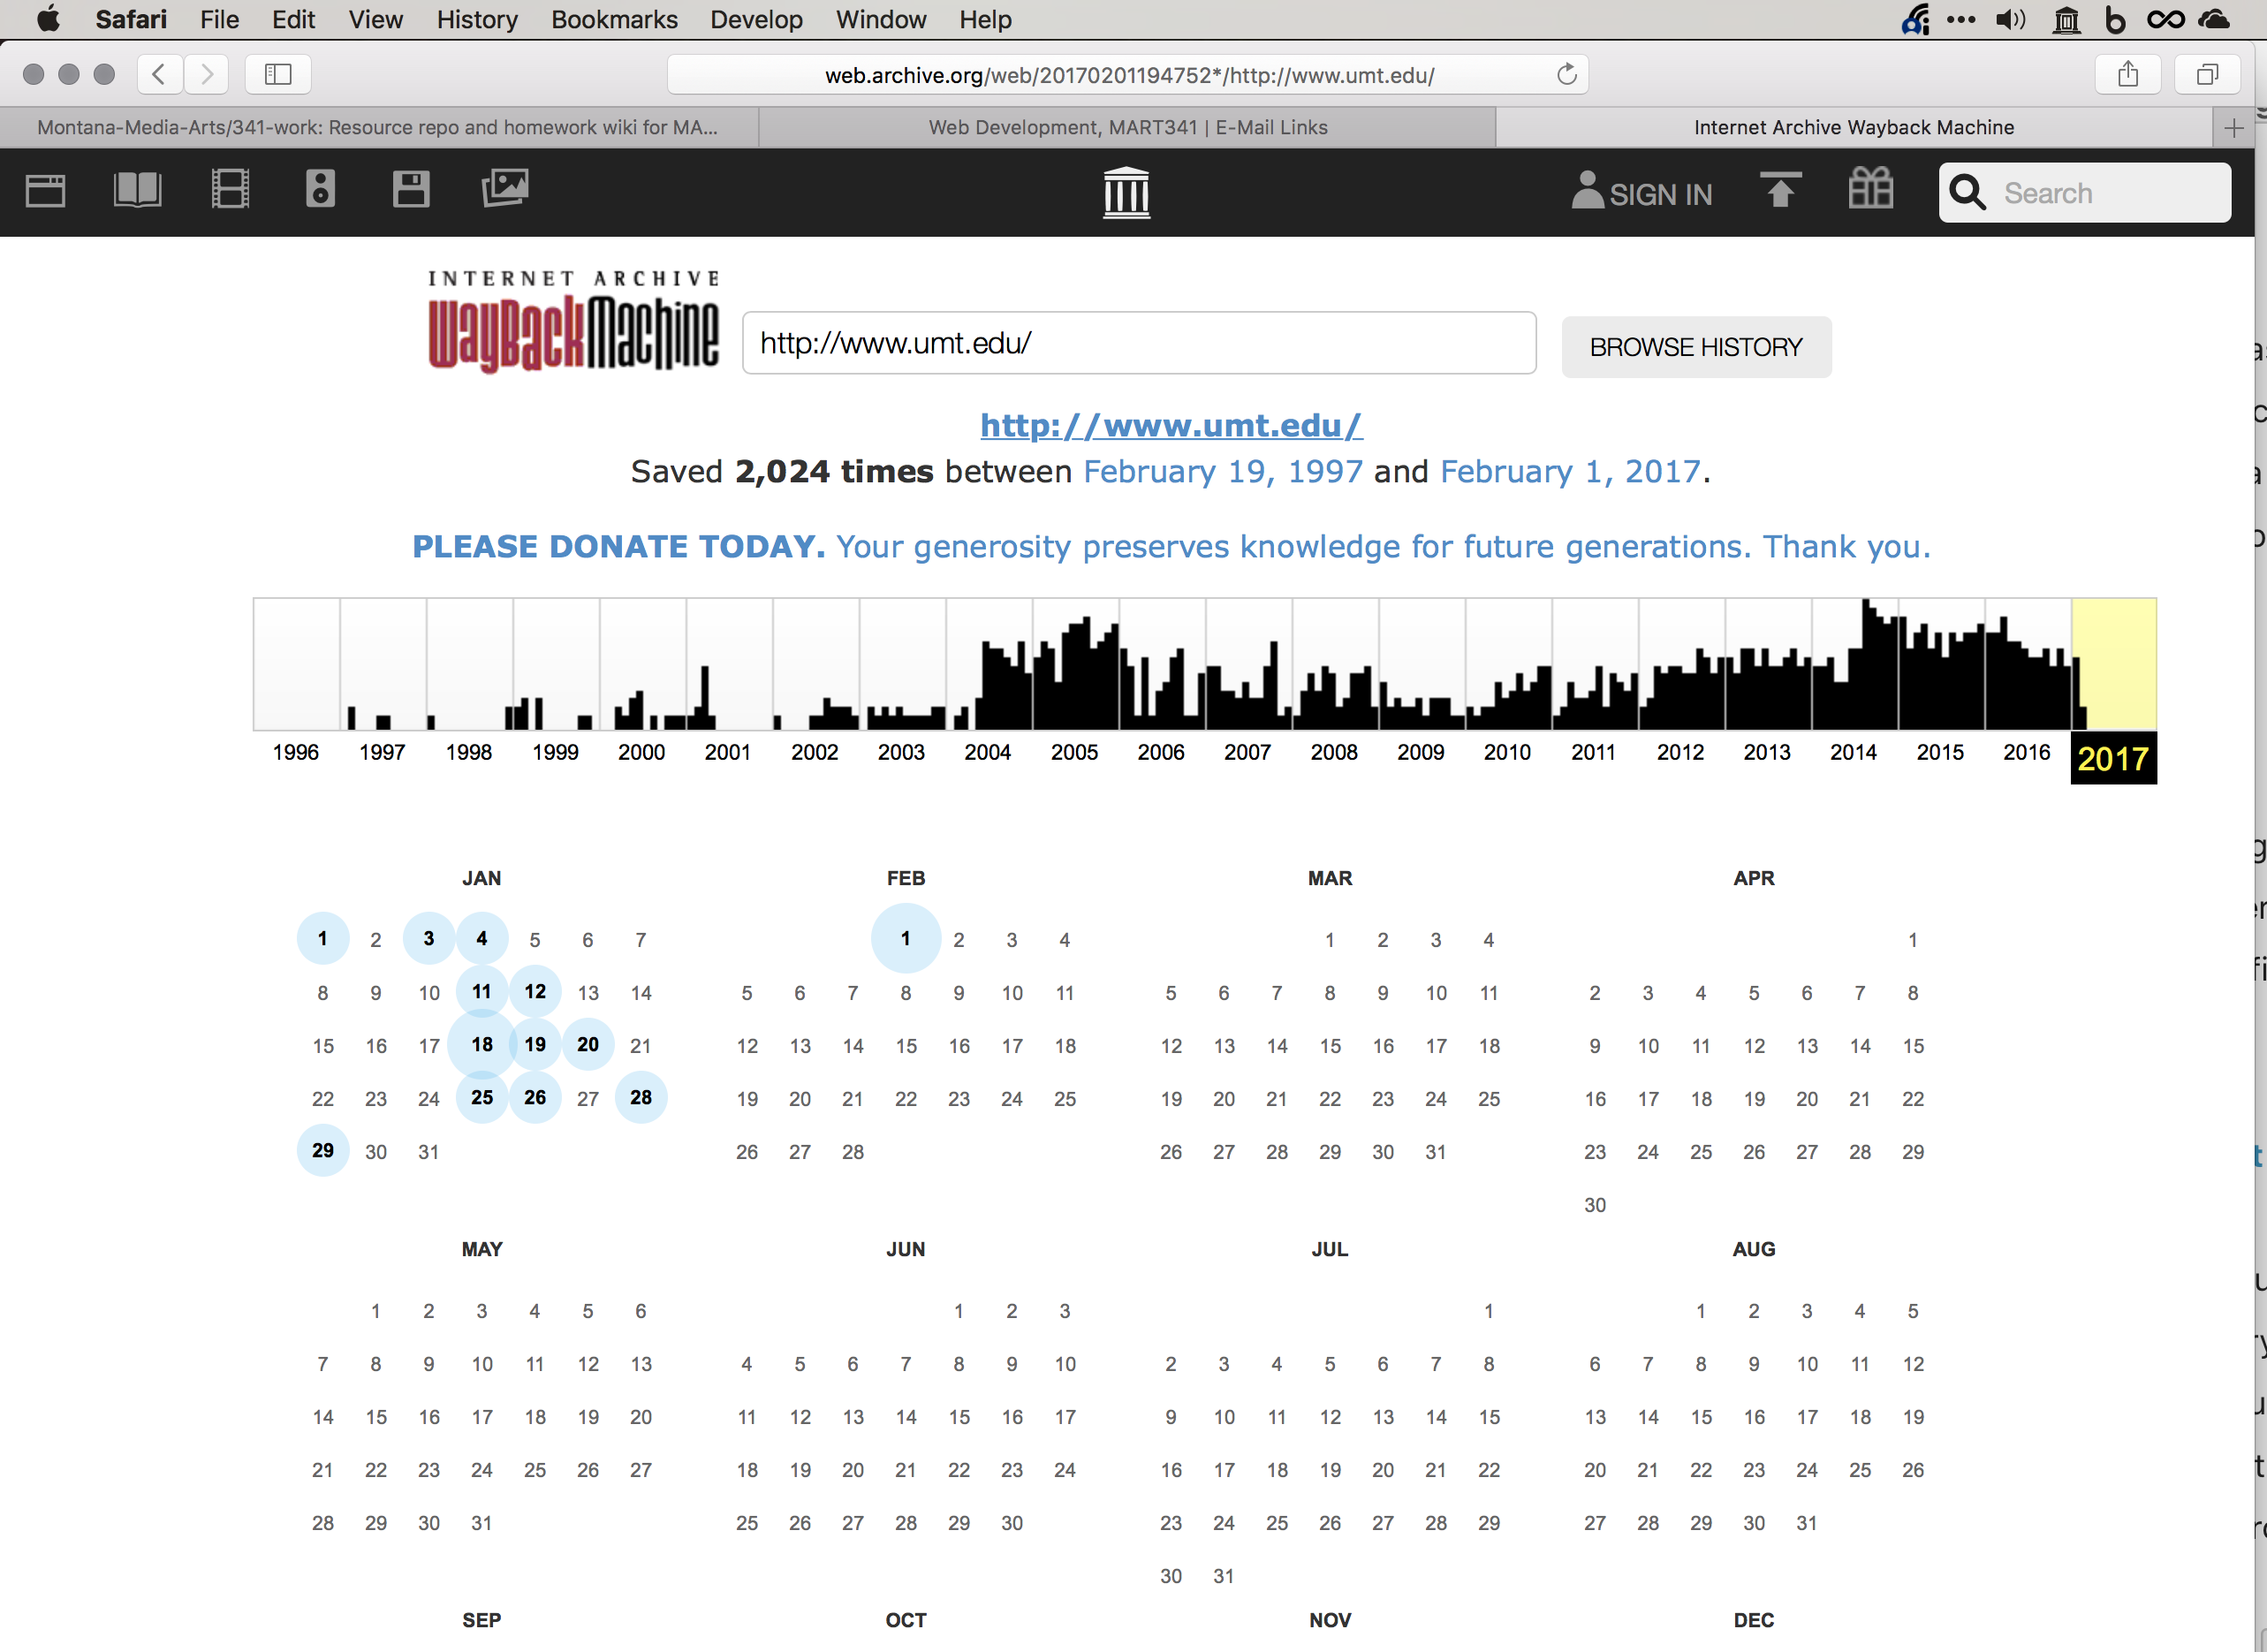 Safari File Edit View History Bookmarks Develop Window Help
web.archive.org/web/20170201194752*/http://www.umt.edu/
Montana-Media-Arts/341-work: Resource repo and homework wiki for MA...
Web Development, MART341 | E-Mail Links
Internet Archive Wayback Machine
SIGN IN
Search
INTERNET ARCHIVE
WayBackMachine
http://www.umt.edu/
BROWSE HISTORY
http://www.umt.edu/
Saved 2,024 times between February 19, 1997 and February 1, 2017.
PLEASE DONATE TODAY. Your generosity preserves knowledge for future generations. Thank you.
1996 1997 1998 1999 2000 2001 2002 2003 2004 2005 2006 2007 2008 2009 2010 2011 2012 2013 2014 2015 2016 2017
JAN
1 2 3 4 5 6 7
8 9 10 11 12 13 14
15 16 17 18 19 20 21
22 23 24 25 26 27 28
29 30 31
FEB
1 2 3 4
5 6 7 8 9 10 11
12 13 14 15 16 17 18
19 20 21 22 23 24 25
26 27 28
MAR
1 2 3 4
5 6 7 8 9 10 11
12 13 14 15 16 17 18
19 20 21 22 23 24 25
26 27 28 29 30 31
APR
1
2 3 4 5 6 7 8
9 10 11 12 13 14 15
16 17 18 19 20 21 22
23 24 25 26 27 28 29
30
MAY
1 2 3 4 5 6
7 8 9 10 11 12 13
14 15 16 17 18 19 20
21 22 23 24 25 26 27
28 29 30 31
JUN
1 2 3
4 5 6 7 8 9 10
11 12 13 14 15 16 17
18 19 20 21 22 23 24
25 26 27 28 29 30
JUL
1
2 3 4 5 6 7 8
9 10 11 12 13 14 15
16 17 18 19 20 21 22
23 24 25 26 27 28 29
30 31
AUG
1 2 3 4 5
6 7 8 9 10 11 12
13 14 15 16 17 18 19
20 21 22 23 24 25 26
27 28 29 30 31
SEP
OCT
NOV
DEC